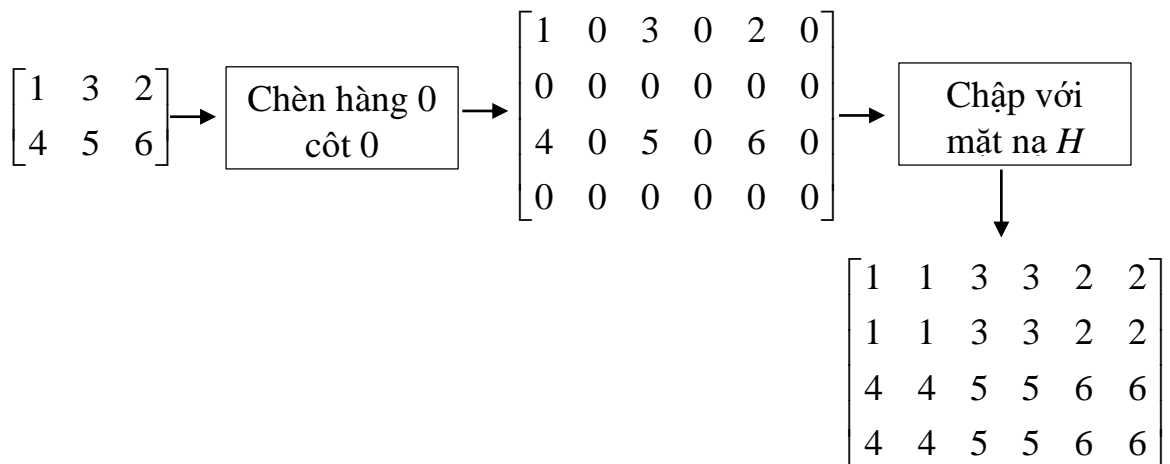 1 3 2
4 5 6
Chèn hàng 0
côt 0
1 0 3 0 2 0
0 0 0 0 0 0
4 0 5 0 6 0
0 0 0 0 0 0
Chập với
măt na H
1 1 3 3 2 2
1 1 3 3 2 2
4 4 5 5 6 6
4 4 5 5 6 6